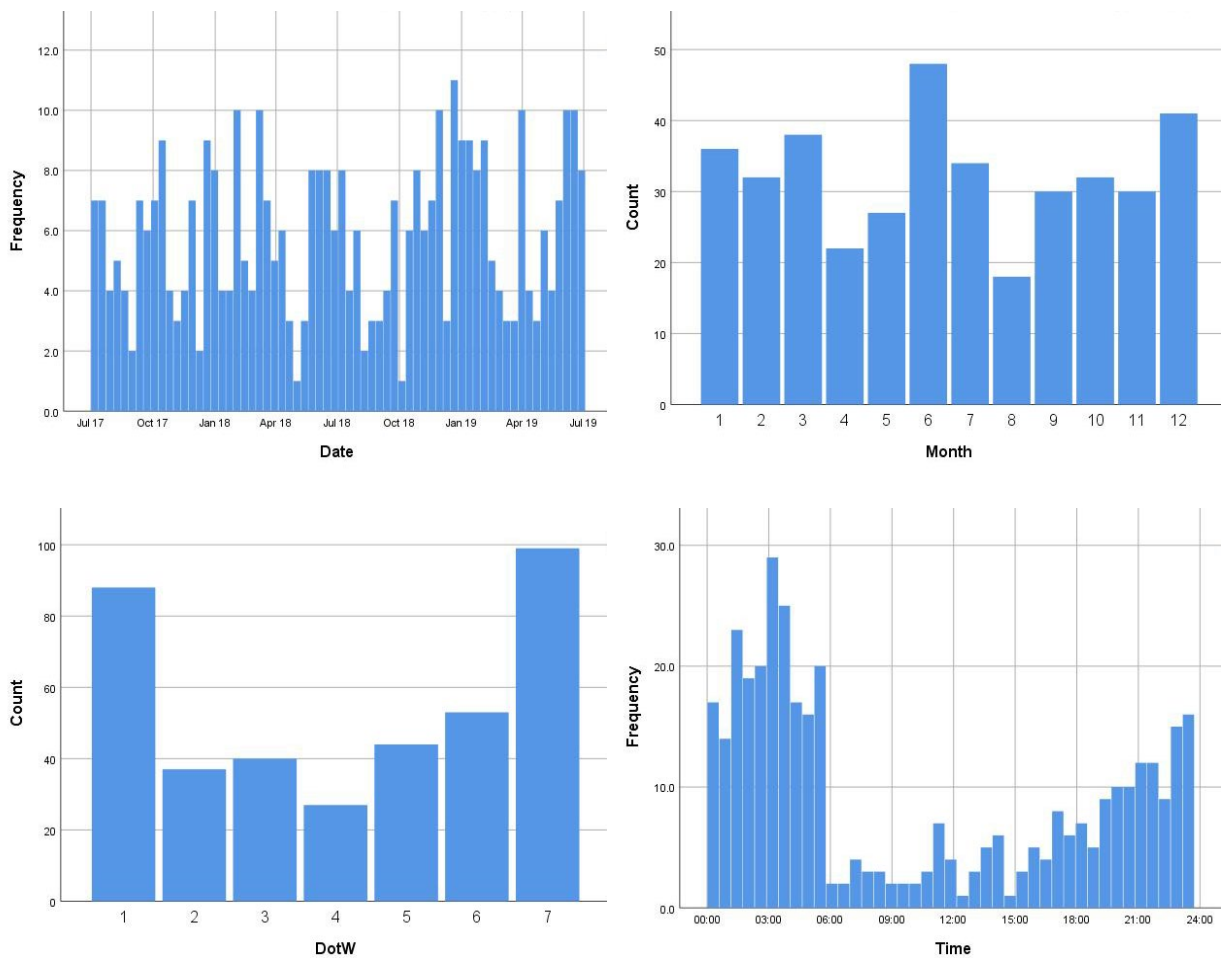 12.0
10.0
8.0
6.0
4.0
2.0
0.0
Frequency
Jul 17 Oct 17 Jan 18 Apr 18 Jul 18 Oct 18 Jan 19 Apr 19 Jul 19
Date
50
40
30
20
10
0
Count
1 2 3 4 5 6 7 8 9 10 11 12
Month
100
80
60
40
20
0
Count
1 2 3 4 5 6 7
DotW
30.0
20.0
10.0
0.0
Frequency
00:00 03:00 06:00 09:00 12:00 15:00 18:00 21:00 24:00
Time